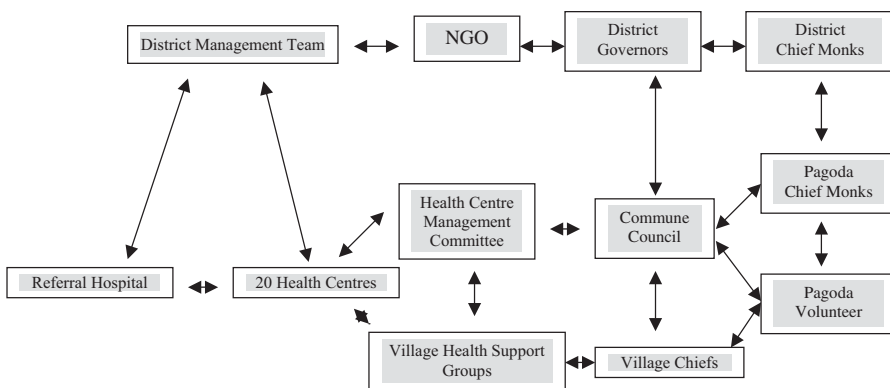 District Management Team
NGO
District
Governors
District
Chief Monks
Health Centre
Management
Committee
Commune
Council
Pagoda
Chief Monks
Referral Hospital
20 Health Centres
Pagoda
Volunteer
Village Health Support
Groups
Village Chiefs